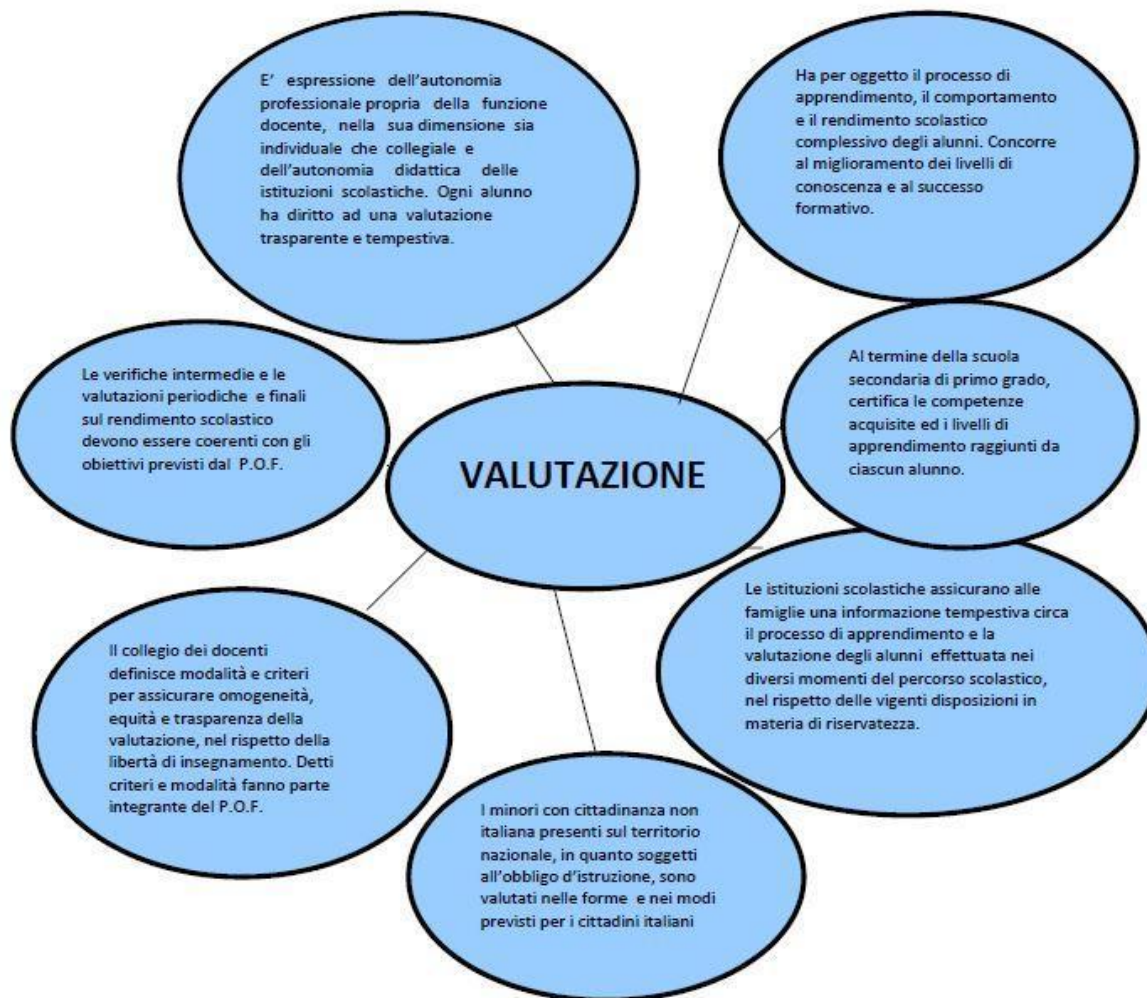 E' espressione dell'autonomia
professionale propria della funzione
docente, nella sua dimensione sia
individuale che collegiale e
dell'autonomia didattica delle
istituzioni scolastiche. Ogni alunno
ha diritto ad una valutazione
trasparente e tempestiva.
Ha per oggetto il processo di
apprendimento, il comportamento
e il rendimento scolastico
complessivo degli alunni. Concorre
al miglioramento dei livelli di
conoscenza e al successo
formativo.
Le verifiche intermedie e le
valutazioni periodiche e finali
sul rendimento scolastico
devono essere coerenti con gli
obiettivi previsti dal P.O.F.
VALUTAZIONE
Al termine della scuola
secondaria di primo grado,
certifica le competenze
acquisite ed i livelli di
apprendimento raggiunti da
ciascun alunno.
Le istituzioni scolastiche assicurano alle
famiglie una informazione tempestiva circa
il processo di apprendimento e la
valutazione degli alunni effettuata nei
diversi momenti del percorso scolastico,
nel rispetto delle vigenti disposizioni in
materia di riservatezza.
Il collegio dei docenti
definisce modalità e criteri
per assicurare omogeneità,
equità e trasparenza della
valutazione, nel rispetto della
libertà di insegnamento. Detti
criteri e modalità fanno parte
integrante del P.O.F.
I minori con cittadinanza non
italiana presenti sul territorio
nazionale, in quanto soggetti
all'obbligo d'istruzione, sono
valutati nelle forme e nei modi
previsti per i cittadini italiani